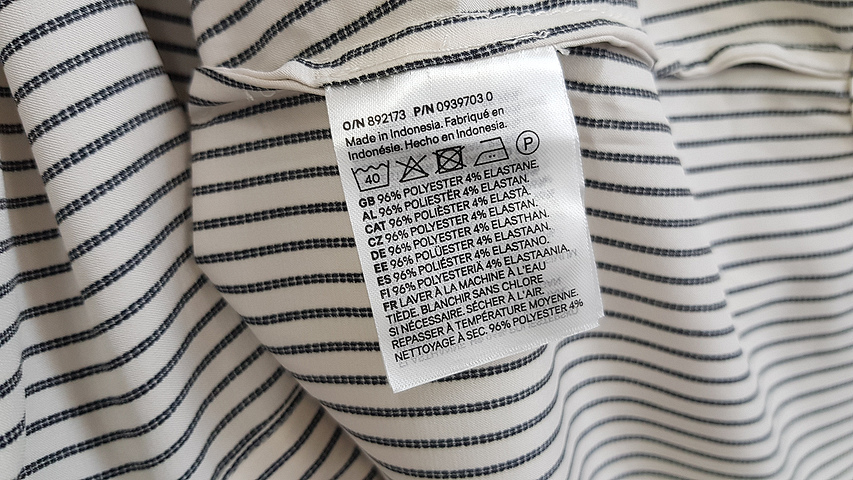 O/N 892173 P/N 0939703 0
Made in Indonesia. Fabriqué en
Indonésie. Hecho en Indonesia.
40 P
GB 96% POLYESTER 4% ELASTANE.
AL 96% POLIESTËR 4% ELASTAN.
CAT 96% POLIÈSTER 4% ELASTÀ.
CZ 96% POLYESTER 4% ELASTAN.
DE 96% POLYESTER 4% ELASTHAN.
EE 96% POLÜESTER 4% ELASTAAN.
ES 96% POLIÉSTER 4% ELASTANO.
FI 96% POLYESTERIÄ 4% ELASTAANIA.
FR LAVER À LA MACHINE À L'EAU
TIÈDE. BLANCHIR SANS CHLORE
SI NÉCESSAIRE. SÉCHER À L'AIR.
REPASSER À TEMPÉRATURE MOYENNE.
NETTOYAGE À SEC. 96% POLYESTER 4%